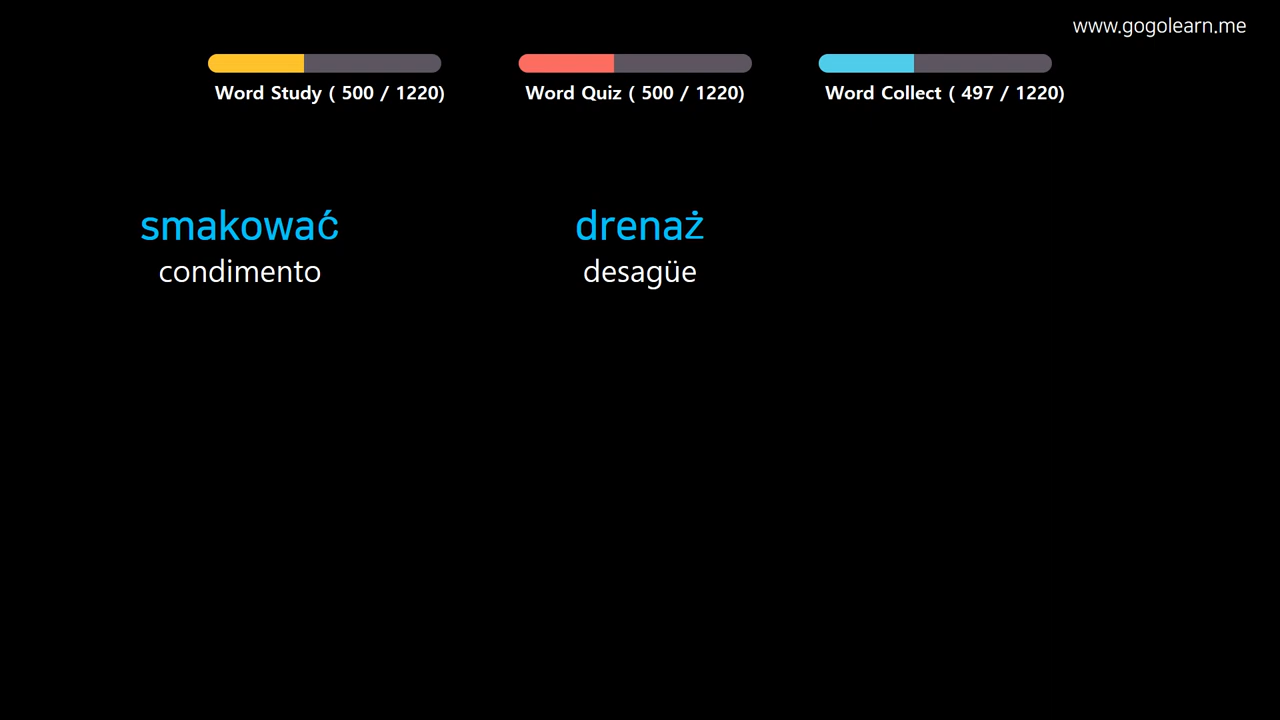 www.gogolearn.me
Word Study ( 500 / 1220)
Word Quiz ( 500 / 1220)
Word Collect ( 497 / 1220)
smakować
condimento
drenaż
desagüe